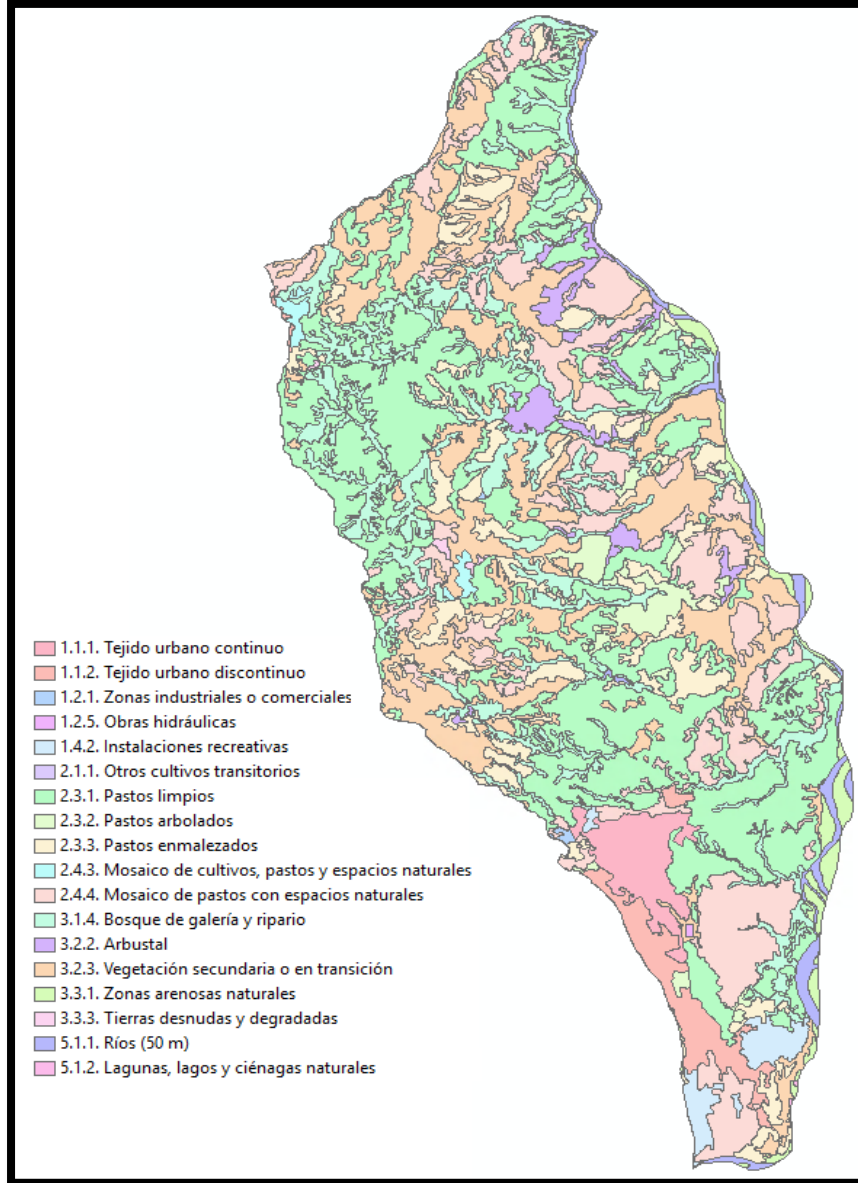 1.1.1. Tejido urbano continuo
1.1.2. Tejido urbano discontinuo
1.2.1. Zonas industriales o comerciales
1.2.5. Obras hidráulicas
1.4.2. Instalaciones recreativas
2.1.1. Otros cultivos transitorios
2.3.1. Pastos limpios
2.3.2. Pastos arbolados
2.3.3. Pastos enmalezados
2.4.3. Mosaico de cultivos, pastos y espacios naturales
2.4.4. Mosaico de pastos con espacios naturales
3.1.4. Bosque de galería y ripario
3.2.2. Arbustal
3.2.3. Vegetación secundaria o en transición
3.3.1. Zonas arenosas naturales
3.3.3. Tierras desnudas y degradadas
5.1.1. Ríos (50 m)
5.1.2. Lagunas, lagos y ciénagas naturales